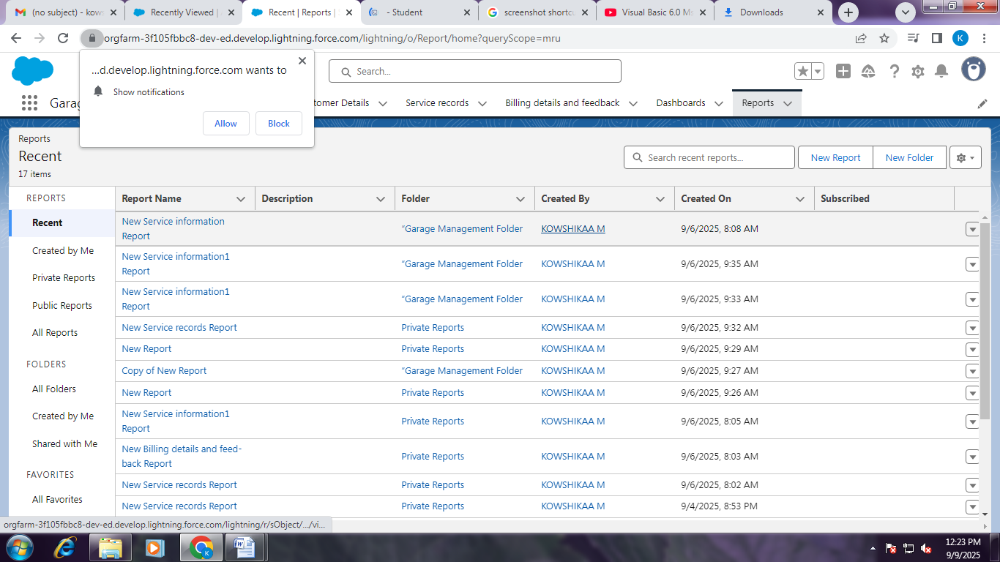 (no subject) - kows
Recently Viewed |
Recent | Reports |
- Student
screenshot shortcu
Visual Basic 6.0 Ms
Downloads
orgfarm-3f105fbbc8-dev-ed.develop.lightning.force.com/lightning/o/Report/home?queryScope=mru
K
...d.develop.lightning.force.com wants to
Show notifications
Allow
Block
Search...
Garag
tomer Details
Service records
Billing details and feedback
Dashboards
Reports
Reports
Recent
17 items
Search recent reports...
New Report
New Folder
REPORTS
Recent
Created by Me
Private Reports
Public Reports
All Reports
FOLDERS
All Folders
Created by Me
Shared with Me
FAVORITES
All Favorites
Report Name Description Folder Created By Created On Subscribed
New Service information
Report
"Garage Management Folder KOWSHIKAA M 9/6/2025, 8:08 AM
New Service information1
Report
"Garage Management Folder KOWSHIKAA M 9/6/2025, 9:35 AM
New Service information1
Report
"Garage Management Folder KOWSHIKAA M 9/6/2025, 9:33 AM
New Service records Report Private Reports KOWSHIKAA M 9/6/2025, 9:32 AM
New Report Private Reports KOWSHIKAA M 9/6/2025, 9:29 AM
Copy of New Report "Garage Management Folder KOWSHIKAA M 9/6/2025, 9:27 AM
New Report Private Reports KOWSHIKAA M 9/6/2025, 9:26 AM
New Service information1
Report
Private Reports KOWSHIKAA M 9/6/2025, 8:05 AM
New Billing details and feed-
back Report
Private Reports KOWSHIKAA M 9/6/2025, 8:03 AM
New Service records Report Private Reports KOWSHIKAA M 9/6/2025, 8:02 AM
New Service records Report Private Reports KOWSHIKAA M 9/4/2025, 8:53 PM
orgfarm-3f105fbbc8-dev-ed.develop.lightning.force.com/lightning/r/sObject/.../vi...
K
12:23 PM
9/9/2025